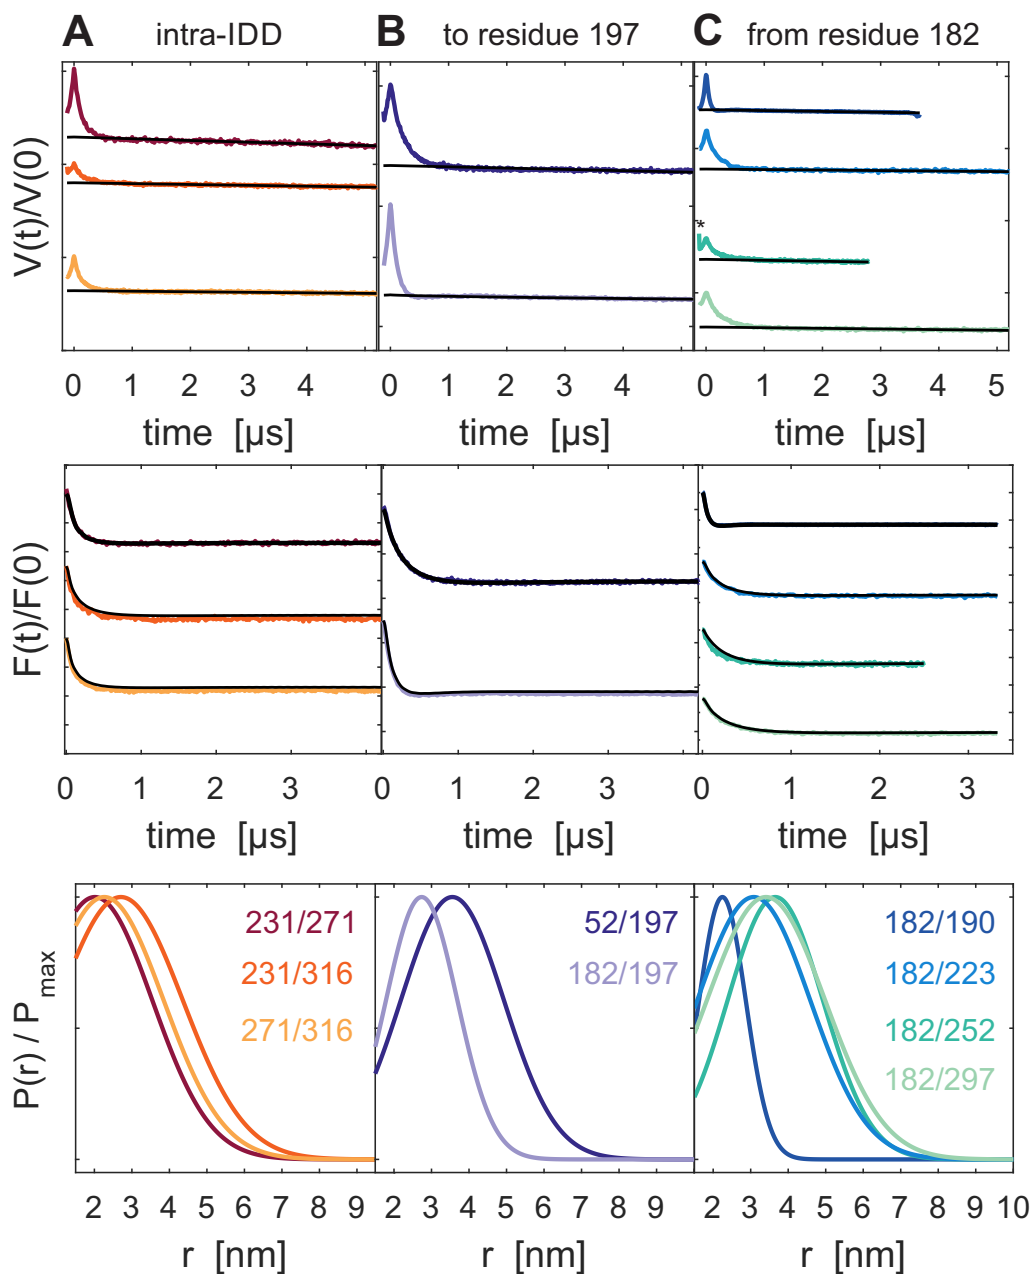 A intra-IDD B to residue 197 C from residue 182
V(t)/V(0)
*
0 1 2 3 4 0 1 2 3 4 0 1 2 3 4 5
time [µs] time [µs] time [µs]
F(t)/F(0)
0 1 2 3 0 1 2 3 0 1 2 3
time [µs] time [µs] time [µs]
P(r) / P_max
231/271
231/316
271/316
52/197
182/197
182/190
182/223
182/252
182/297
2 3 4 5 6 7 8 9 2 3 4 5 6 7 8 9 2 3 4 5 6 7 8 9 10
r [nm] r [nm] r [nm]